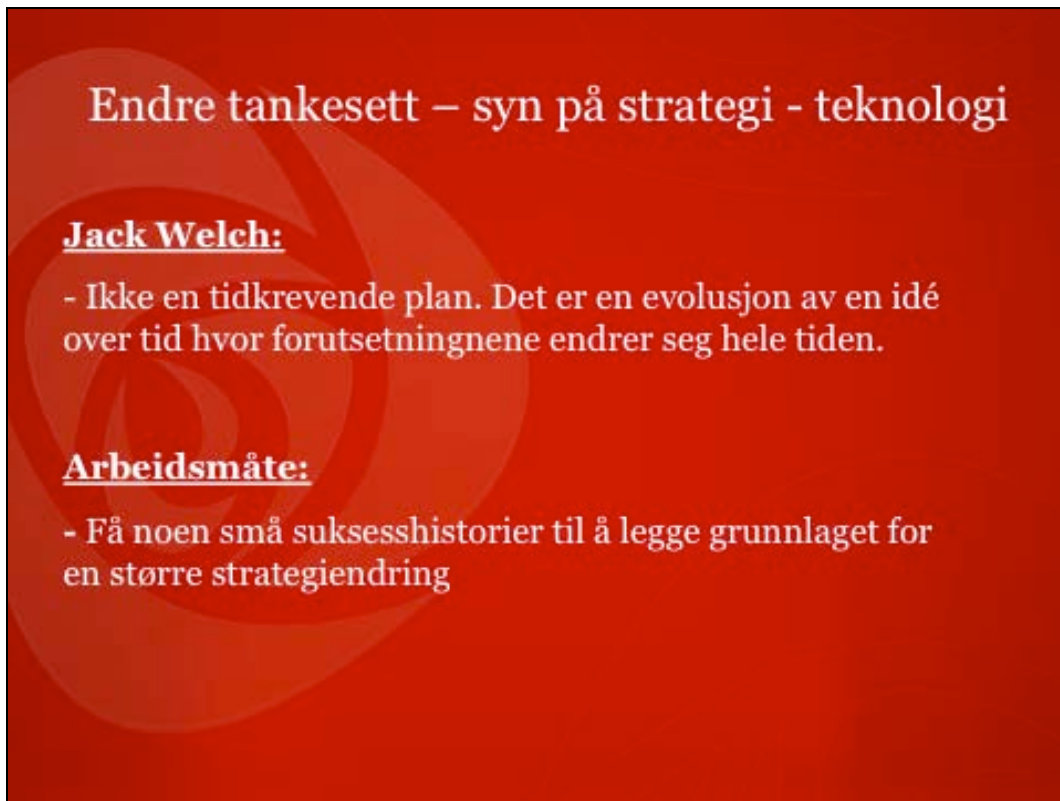 Endre tankesett – syn på strategi - teknologi
Jack Welch:
- Ikke en tidkrevende plan. Det er en evolusjon av en idé
over tid hvor forutsetningnene endrer seg hele tiden.
Arbeidsmåte:
- Få noen små suksesshistorier til å legge grunnlaget for
en større strategiendring